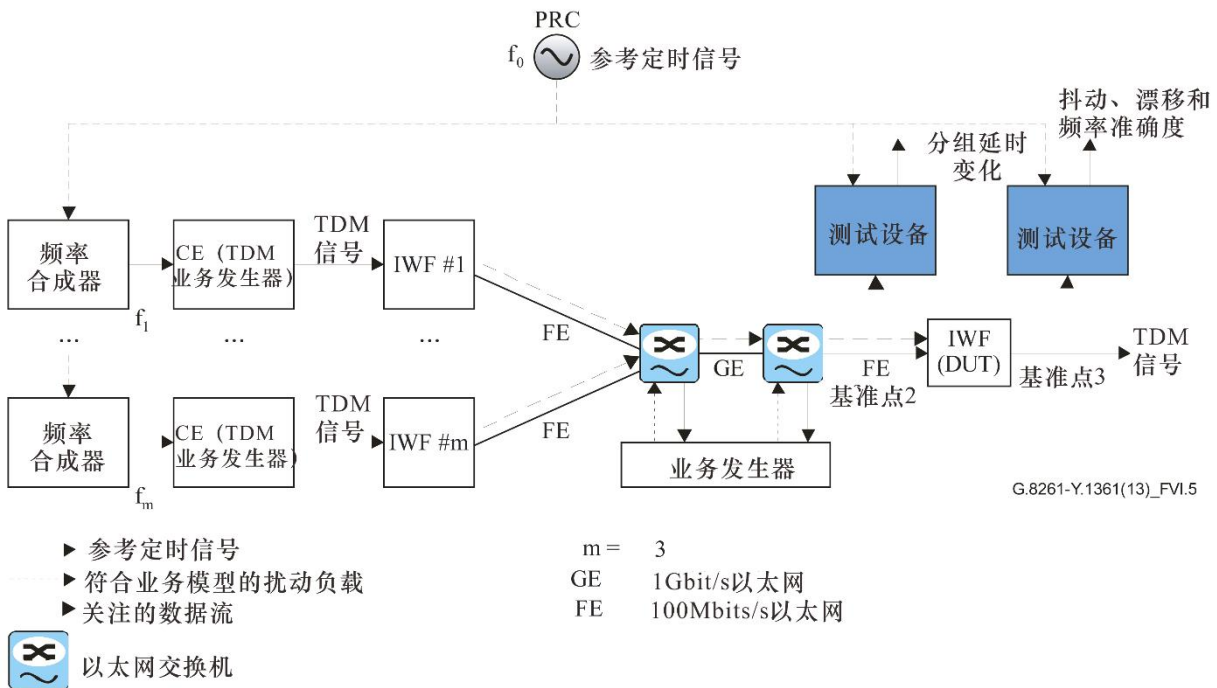 PRC
f0
参考定时信号
抖动、漂移和
频率准确度
分组延时
变化
测试设备
测试设备
频率
合成器
f1
CE (TDM
业务发生器)
TDM
信号
IWF #1
FE
...
...
...
GE
FE
基准点2
IWF
(DUT)
基准点3
TDM
信号
频率
合成器
fm
CE (TDM
业务发生器)
TDM
信号
IWF #m
FE
业务发生器
G.8261-Y.1361(13)_FVI.5
参考定时信号
符合业务模型的扰动负载
关注的数据流
以太网交换机
m = 3
GE 1Gbit/s以太网
FE 100Mbits/s以太网